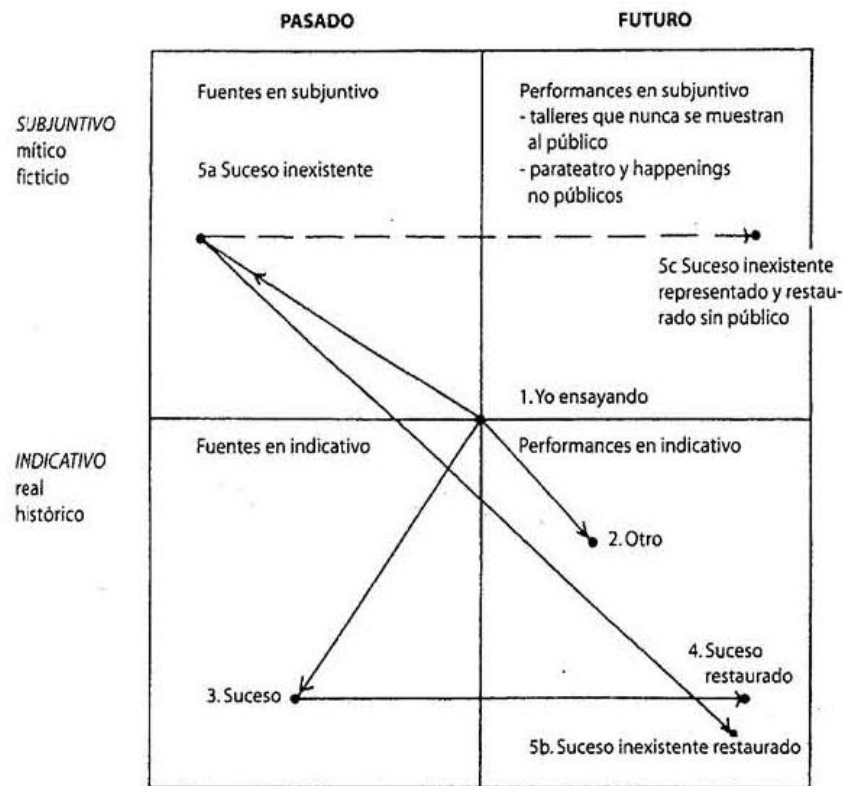 PASADO
FUTURO
SUBJUNTIVO
mítico
ficticio
Fuentes en subjuntivo
5a Suceso inexistente
Performances en subjuntivo
- talleres que nunca se muestran
al público
- parateatro y happenings
no públicos
5c Suceso inexistente
representado y restau-
rado sin público
1. Yo ensayando
INDICATIVO
real
histórico
Fuentes en indicativo
Performances en indicativo
2. Otro
3. Suceso
4. Suceso
restaurado
5b. Suceso inexistente restaurado